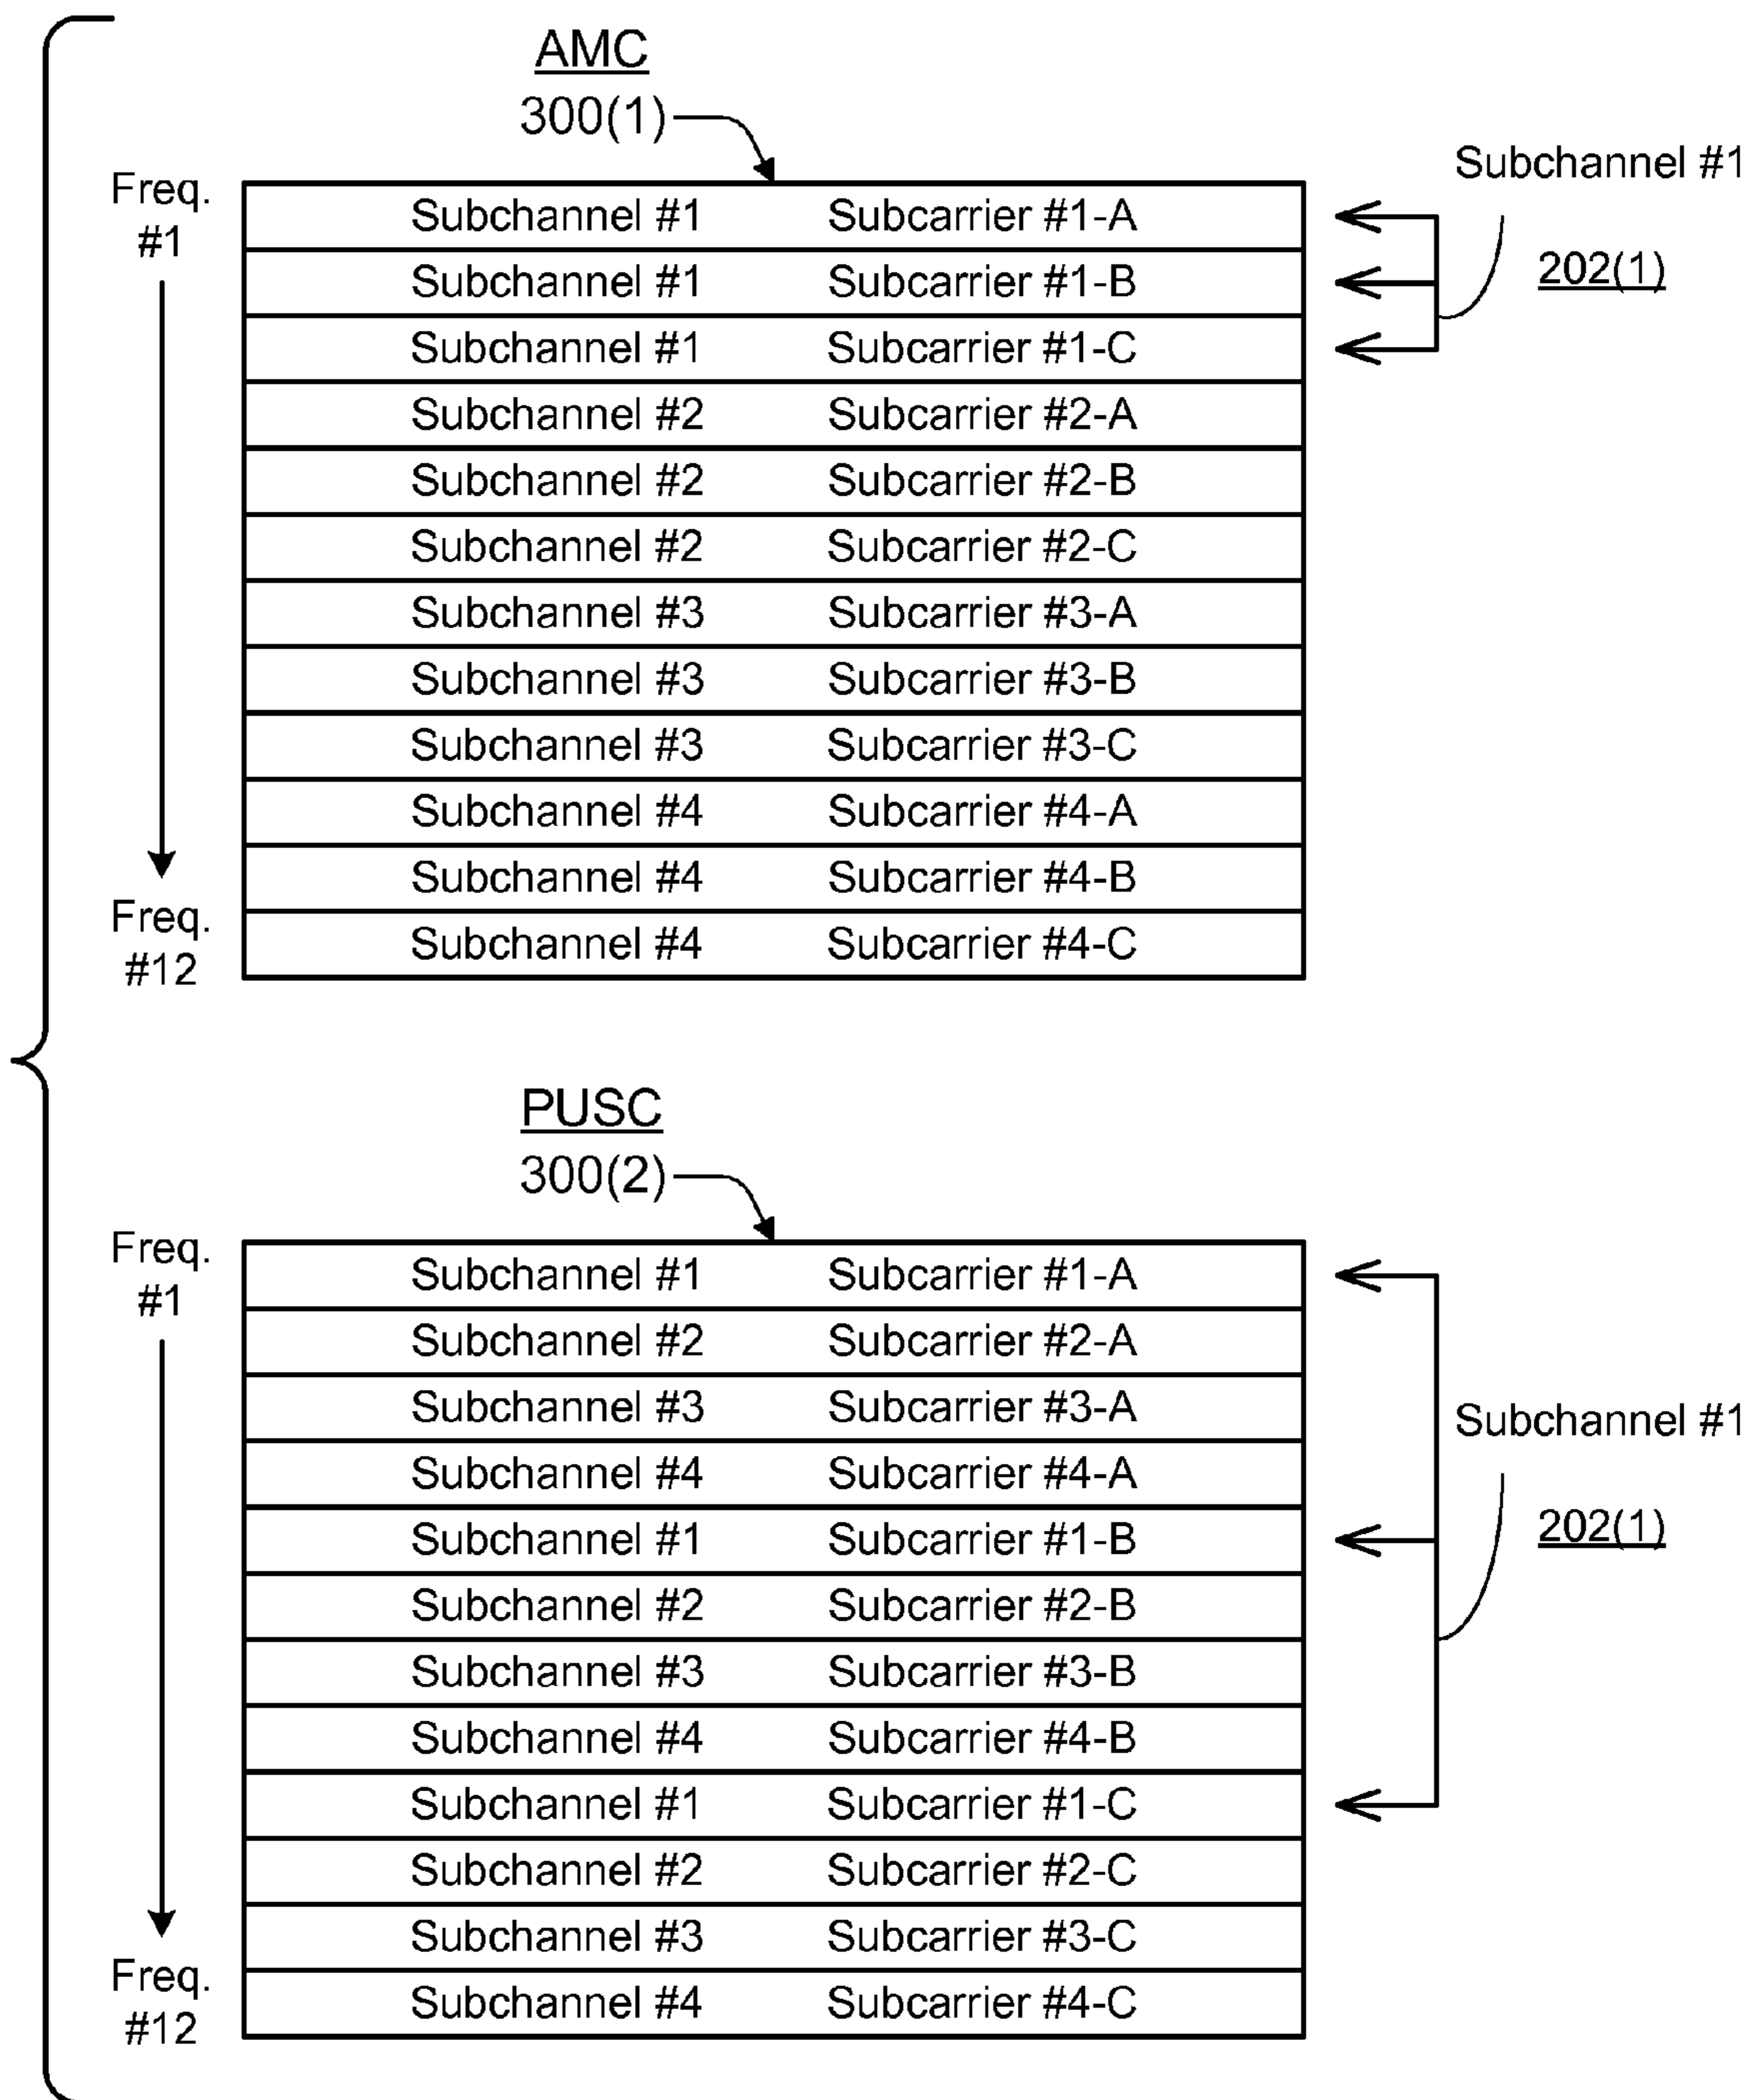 AMC
300(1)
Freq.
#1
Subchannel #1
202(1)
Subchannel #1 Subcarrier #1-A
Subchannel #1 Subcarrier #1-B
Subchannel #1 Subcarrier #1-C
Subchannel #2 Subcarrier #2-A
Subchannel #2 Subcarrier #2-B
Subchannel #2 Subcarrier #2-C
Subchannel #3 Subcarrier #3-A
Subchannel #3 Subcarrier #3-B
Subchannel #3 Subcarrier #3-C
Subchannel #4 Subcarrier #4-A
Subchannel #4 Subcarrier #4-B
Subchannel #4 Subcarrier #4-C
Freq.
#12
PUSC
300(2)
Freq.
#1
Subchannel #1 Subcarrier #1-A
Subchannel #2 Subcarrier #2-A
Subchannel #3 Subcarrier #3-A
Subchannel #4 Subcarrier #4-A
Subchannel #1 Subcarrier #1-B
Subchannel #2 Subcarrier #2-B
Subchannel #3 Subcarrier #3-B
Subchannel #4 Subcarrier #4-B
Subchannel #1 Subcarrier #1-C
Subchannel #2 Subcarrier #2-C
Subchannel #3 Subcarrier #3-C
Subchannel #4 Subcarrier #4-C
Subchannel #1
202(1)
Freq.
#12